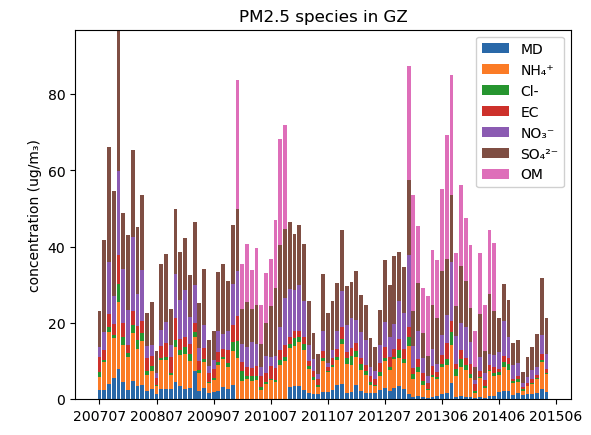 PM2.5 species in GZ
concentration (ug/m₃)
80
60
40
20
0
MD
NH₄⁺
Cl-
EC
NO₃⁻
SO₄²⁻
OM
200707 200807 200907 201007 201107 201207 201306 201406 201506